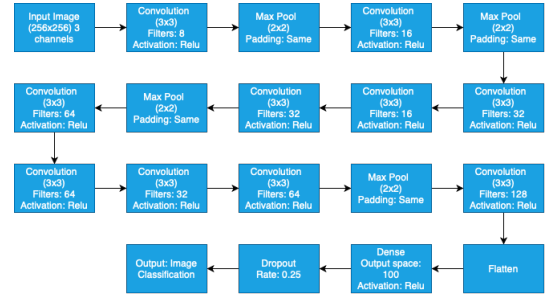 Input Image
(256x256) 3
channels
Convolution
(3x3)
Filters: 8
Activation: Relu
Max Pool
(2x2)
Padding: Same
Convolution
(3x3)
Filters: 16
Activation: Relu
Max Pool
(2x2)
Padding: Same
Convolution
(3x3)
Filters: 32
Activation: Relu
Convolution
(3x3)
Filters: 16
Activation: Relu
Convolution
(3x3)
Filters: 32
Activation: Relu
Max Pool
(2x2)
Padding: Same
Convolution
(3x3)
Filters: 64
Activation: Relu
Convolution
(3x3)
Filters: 64
Activation: Relu
Convolution
(3x3)
Filters: 32
Activation: Relu
Convolution
(3x3)
Filters: 64
Activation: Relu
Max Pool
(2x2)
Padding: Same
Convolution
(3x3)
Filters: 128
Activation: Relu
Flatten
Dense
Output space:
100
Activation: Relu
Dropout
Rate: 0.25
Output: Image
Classification